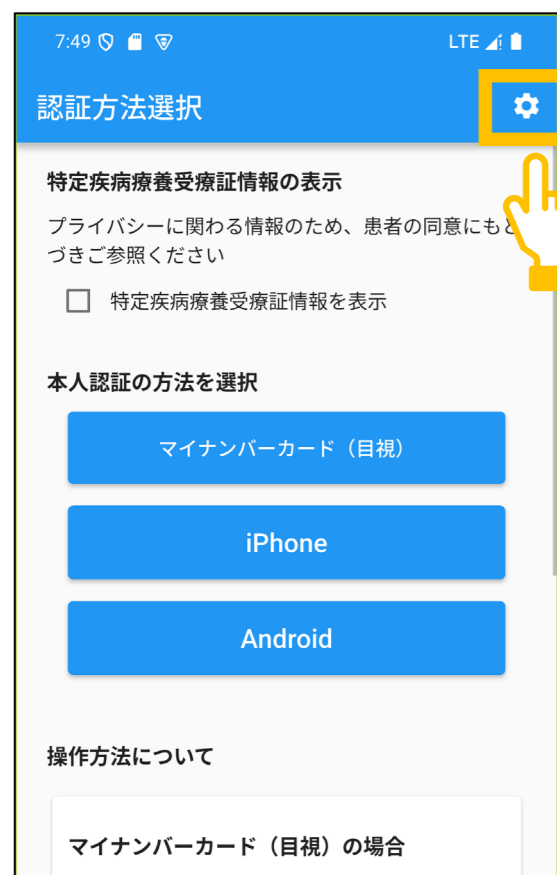 7:49 LTE
認証方法選択
特定疾病療養受療証情報の表示
プライバシーに関わる情報のため、患者の同意にもと
づきご参照ください
特定疾病療養受療証情報を表示
本人認証の方法を選択
マイナンバーカード（目視）
iPhone
Android
操作方法について
マイナンバーカード（目視）の場合